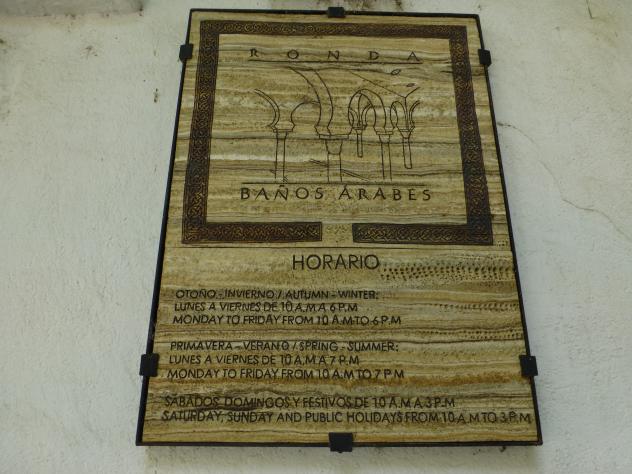 RONDA
BAÑOS ÁRABES
HORARIO
OTOÑO - INVIERNO / AUTUMN - WINTER:
LUNES A VIERNES DE 10 A.M A 6 P.M
MONDAY TO FRIDAY FROM 10 A.M TO 6 P.M
PRIMAVERA - VERANO / SPRING - SUMMER:
LUNES A VIERNES DE 10 A.M A 7 P.M
MONDAY TO FRIDAY FROM 10 A.M TO 7 P.M
SÁBADOS, DOMINGOS Y FESTIVOS DE 10 A.M A 3 P.M
SATURDAY, SUNDAY AND PUBLIC HOLIDAYS FROM 10 A.M TO 3 P.M